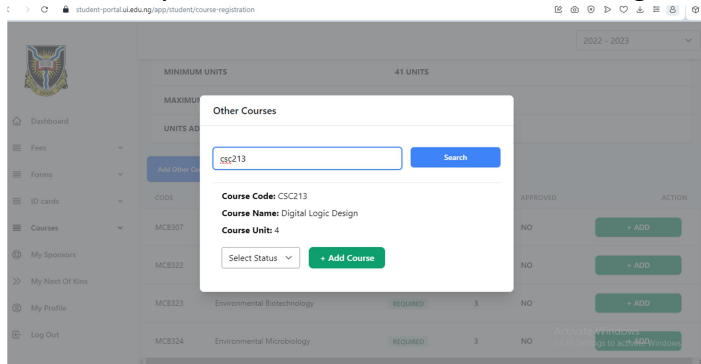 student-portal.ui.edu.ng/app/student/course-registration
2022 - 2023
MINIMUM UNITS 41 UNITS
MAXIMUM
UNITS AD
Dashboard
Fees
Forms
ID cards
Courses
My Sponsors
My Next Of Kins
My Profile
Log Out
Other Courses
csc213 Search
Course Code: CSC213
Course Name: Digital Logic Design
Course Unit: 4
Select Status + Add Course
Add Other Co
CODE APPROVED ACTION
MCB307 NO + ADD
MCB322 NO + ADD
MCB323 Environmental Biotechnology REQUIRED 3 NO + ADD
MCB324 Environmental Microbiology REQUIRED 3 NO + ADD
Activate Windows
Go to Settings to activate Windows.